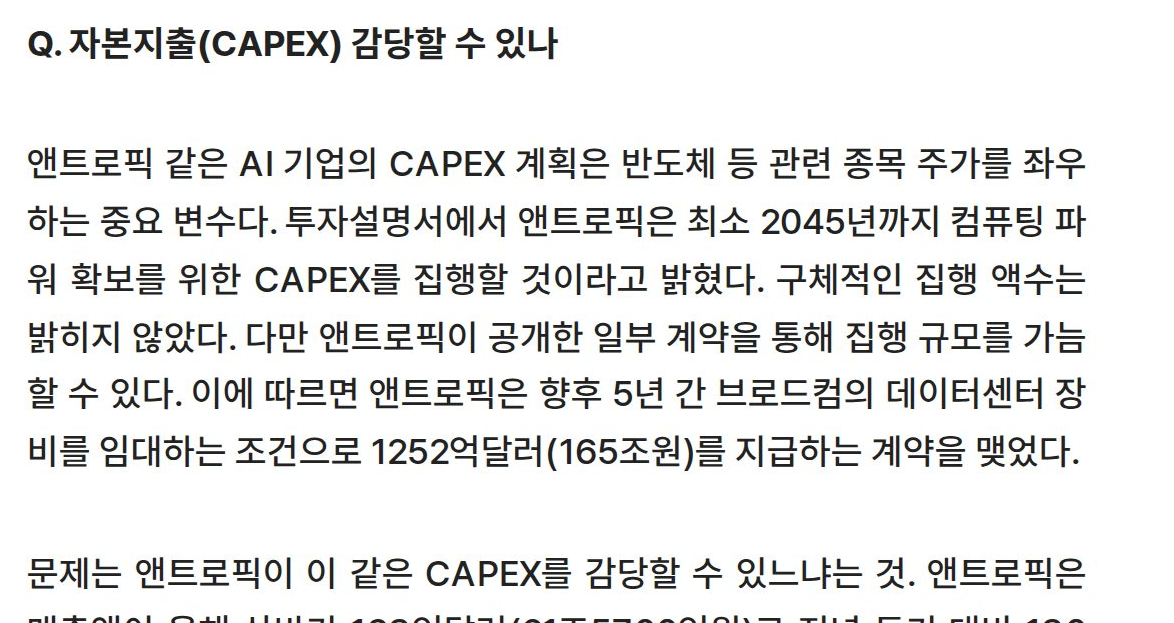 Q. 자본지출(CAPEX) 감당할 수 있나
앤트로픽 같은 AI 기업의 CAPEX 계획은 반도체 등 관련 종목 주가를 좌우
하는 중요 변수다. 투자설명서에서 앤트로픽은 최소 2045년까지 컴퓨팅 파
워 확보를 위한 CAPEX를 집행할 것이라고 밝혔다. 구체적인 집행 액수는
밝히지 않았다. 다만 앤트로픽이 공개한 일부 계약을 통해 집행 규모를 가늠
할 수 있다. 이에 따르면 앤트로픽은 향후 5년 간 브로드컴의 데이터센터 장
비를 임대하는 조건으로 1252억달러(165조원)를 지급하는 계약을 맺었다.
문제는 앤트로픽이 이 같은 CAPEX를 감당할 수 있느냐는 것. 앤트로픽은